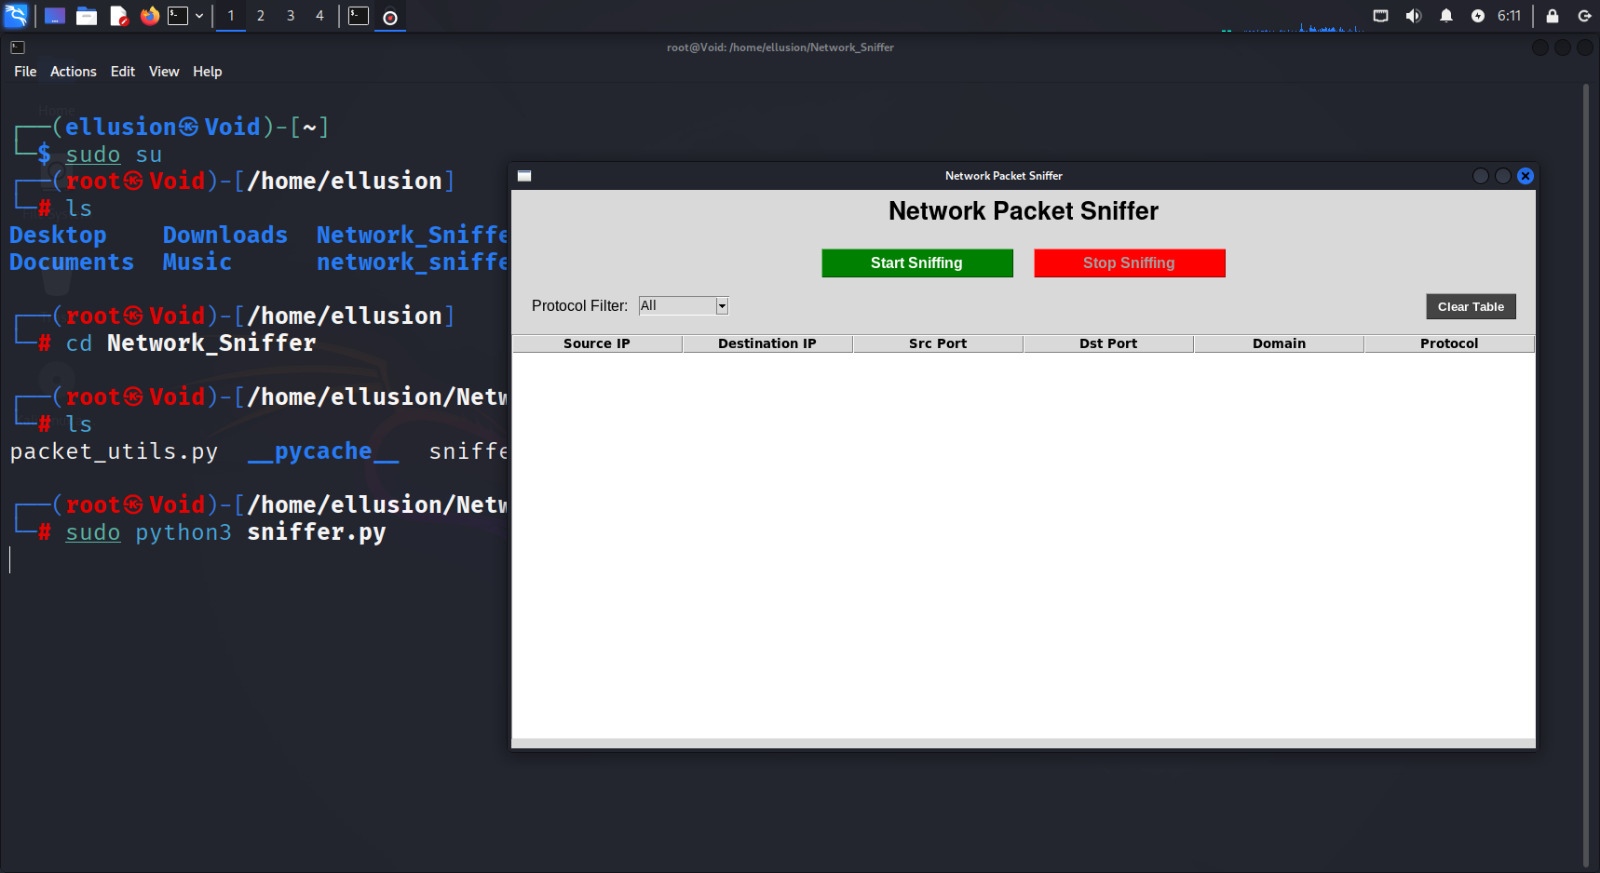 1 2 3 4 6:11
root@Void: /home/ellusion/Network_Sniffer
File Actions Edit View Help
Home
(ellusion㉿Void)-[~]
$ sudo su
(root㉿Void)-[/home/ellusion]
# ls
Desktop Downloads Network_Sniffe
Documents Music network_sniffe
(root㉿Void)-[/home/ellusion]
# cd Network_Sniffer
(root㉿Void)-[/home/ellusion/Netw
# ls
packet_utils.py __pycache__ sniffe
(root㉿Void)-[/home/ellusion/Netw
# sudo python3 sniffer.py
Network Packet Sniffer
Network Packet Sniffer
Start Sniffing Stop Sniffing
Protocol Filter: All Clear Table
Source IP Destination IP Src Port Dst Port Domain Protocol